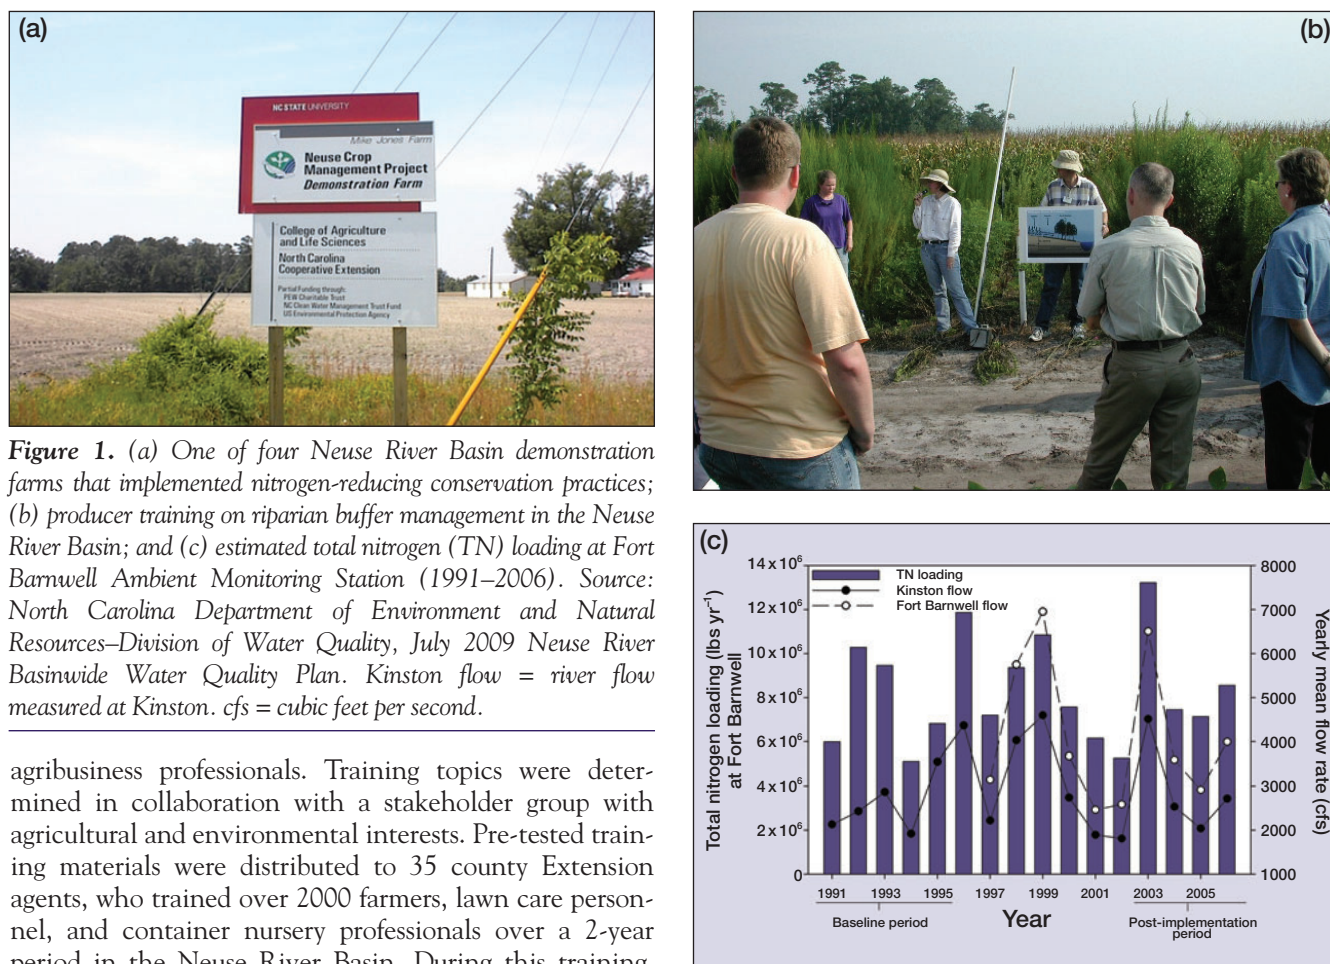 (a)
NC STATE UNIVERSITY
Mike Jones Farm
Neuse Crop
Management Project
Demonstration Farm
College of Agriculture
and Life Sciences
North Carolina
Cooperative Extension
Partial Funding through:
PEW Charitable Trust
NC Clean Water Management Trust Fund
US Environmental Protection Agency
Figure 1. (a) One of four Neuse River Basin demonstration
farms that implemented nitrogen-reducing conservation practices;
(b) producer training on riparian buffer management in the Neuse
River Basin; and (c) estimated total nitrogen (TN) loading at Fort
Barnwell Ambient Monitoring Station (1991–2006). Source:
North Carolina Department of Environment and Natural
Resources–Division of Water Quality, July 2009 Neuse River
Basinwide Water Quality Plan. Kinston flow = river flow
measured at Kinston. cfs = cubic feet per second.
agribusiness professionals. Training topics were deter-
mined in collaboration with a stakeholder group with
agricultural and environmental interests. Pre-tested train-
ing materials were distributed to 35 county Extension
agents, who trained over 2000 farmers, lawn care person-
nel, and container nursery professionals over a 2-year
period in the Neuse River Basin. During this training,
(b)
(c)
Total nitrogen loading (lbs yr⁻¹)
at Fort Barnwell
14 x 10⁶
12 x 10⁶
10 x 10⁶
8 x 10⁶
6 x 10⁶
4 x 10⁶
2 x 10⁶
0
TN loading
Kinston flow
Fort Barnwell flow
8000
7000
6000
5000
4000
3000
2000
1000
Yearly mean flow rate (cfs)
1991 1993 1995 1997 1999 2001 2003 2005
Baseline period
Year
Post-implementation
period